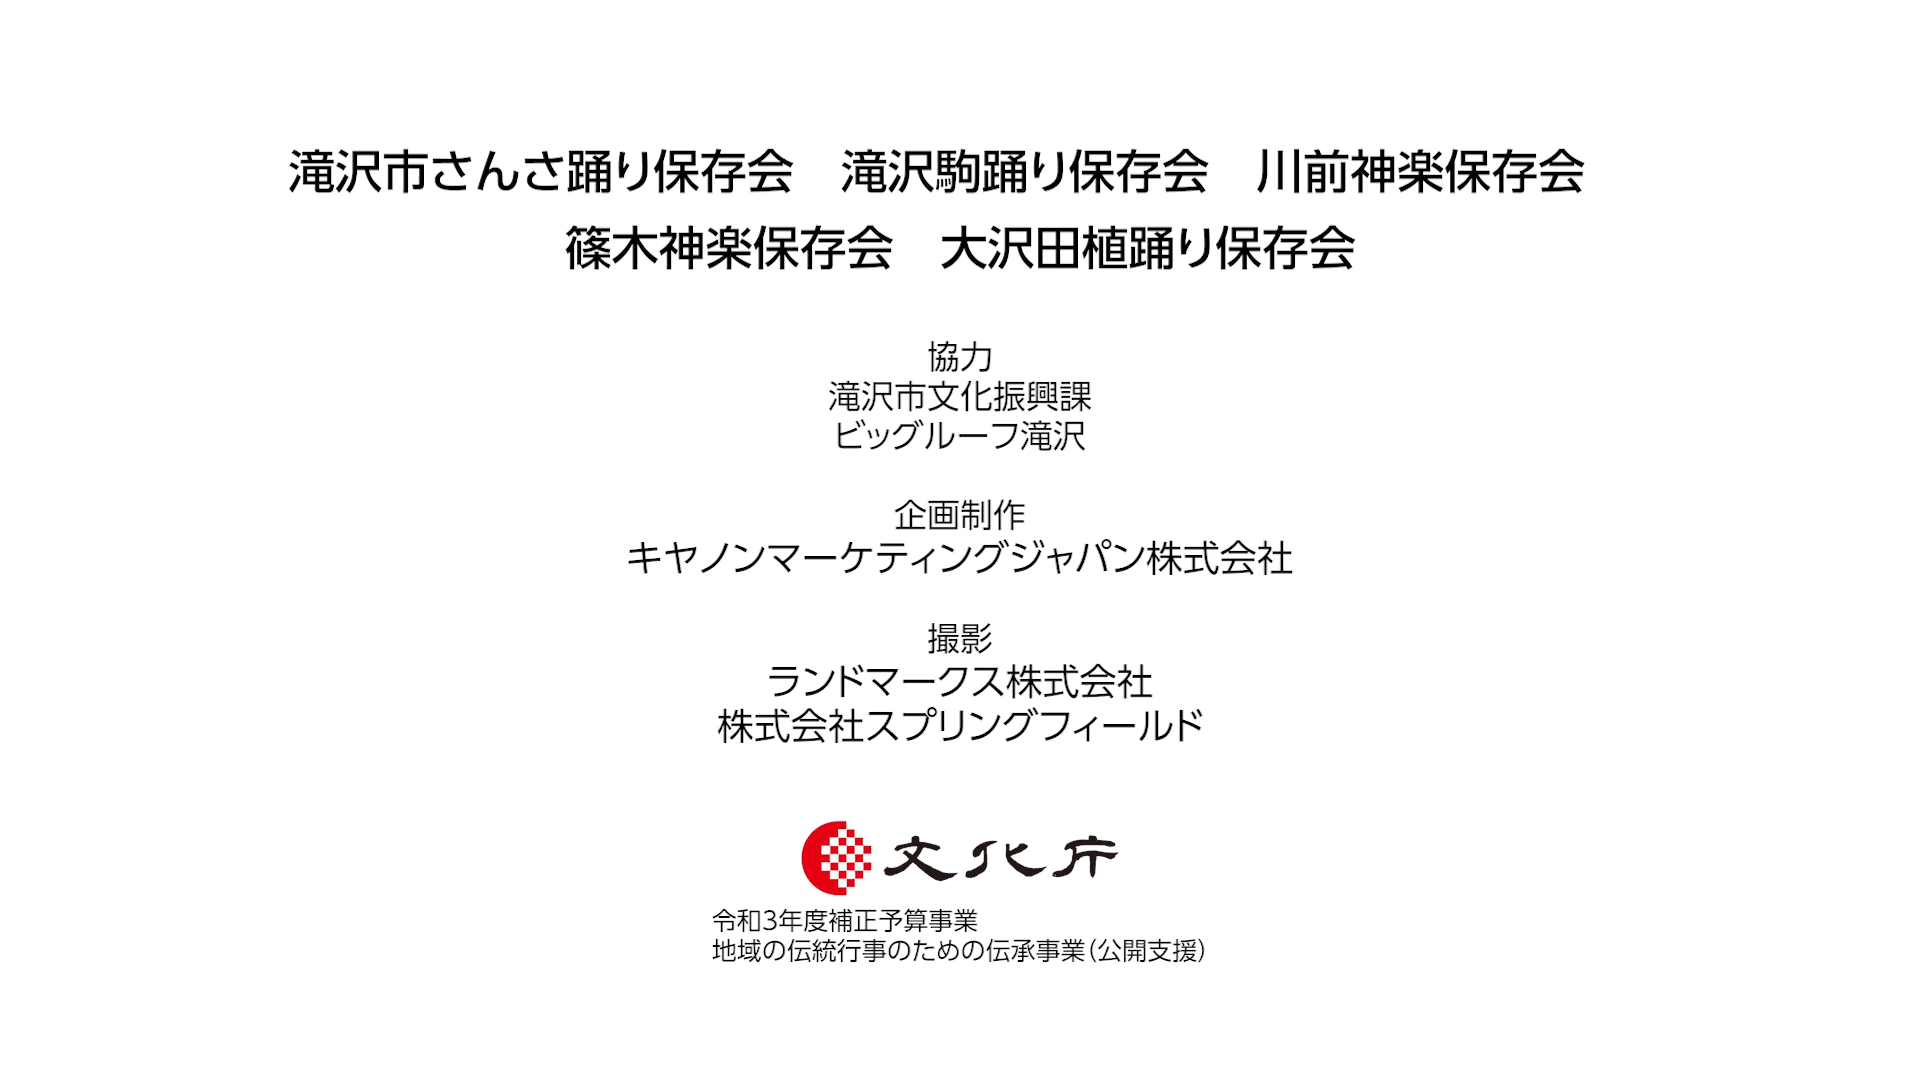 滝沢市さんさ踊り保存会　滝沢駒踊り保存会　川前神楽保存会
篠木神楽保存会　大沢田植踊り保存会
協力
滝沢市文化振興課
ビッグルーフ滝沢
企画制作
キヤノンマーケティングジャパン株式会社
撮影
ランドマークス株式会社
株式会社スプリングフィールド
文化庁
令和3年度補正予算事業
地域の伝統行事のための伝承事業(公開支援)